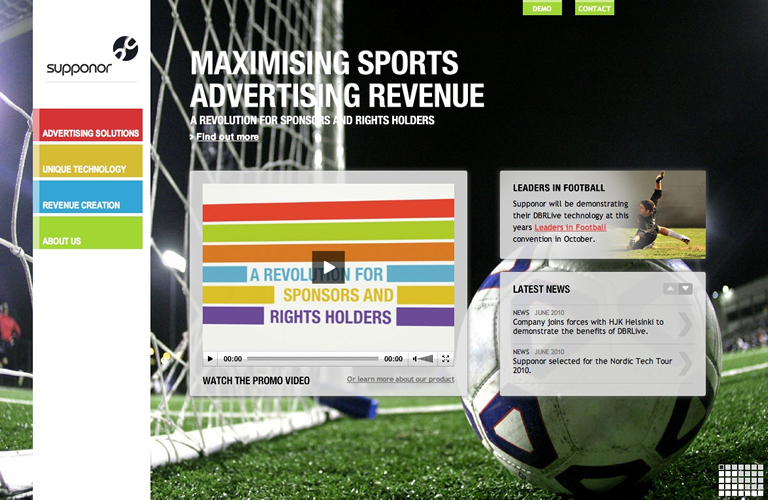 DEMO
CONTACT
supponor
MAXIMISING SPORTS
ADVERTISING REVENUE
A REVOLUTION FOR SPONSORS AND RIGHTS HOLDERS
> Find out more
ADVERTISING SOLUTIONS
UNIQUE TECHNOLOGY
REVENUE CREATION
ABOUT US
A REVOLUTION FOR
SPONSORS AND
RIGHTS HOLDERS
00:00
00:00
WATCH THE PROMO VIDEO
Or learn more about our product
LEADERS IN FOOTBALL
Supponor will be demonstrating
their DBRLive technology at this
years Leaders in Football
convention in October.
LATEST NEWS
NEWS JUNE 2010
Company joins forces with HJK Helsinki to
demonstrate the benefits of DBRLive.
NEWS JUNE 2010
Supponor selected for the Nordic Tech Tour
2010.